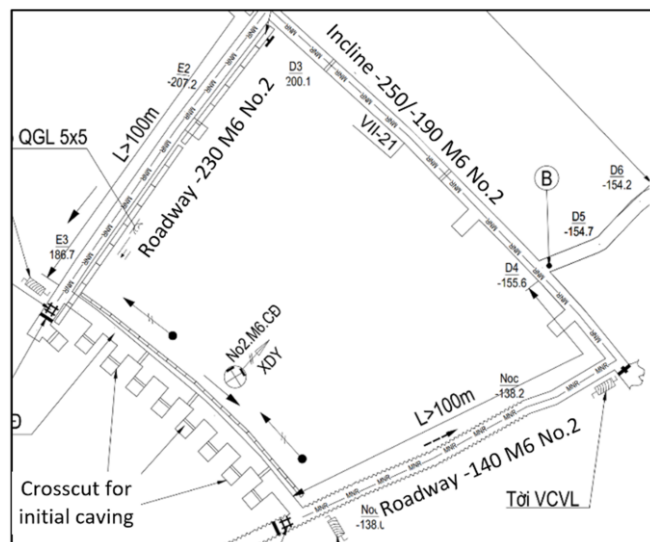 E2
-207.2
D3
200.1
Incline -250/-190 M6 No.2
L>100m
Roadway -230 M6 No.2
QGL 5x5
VII-21
B
D6
-154.2
D5
-154.7
E3
186.7
D4
-155.6
No2.M6.CĐ
XDY
Noc
-138.2
L>100m
Roadway -140 M6 No.2
Crosscut for
initial caving
Tời VCVL
MNR